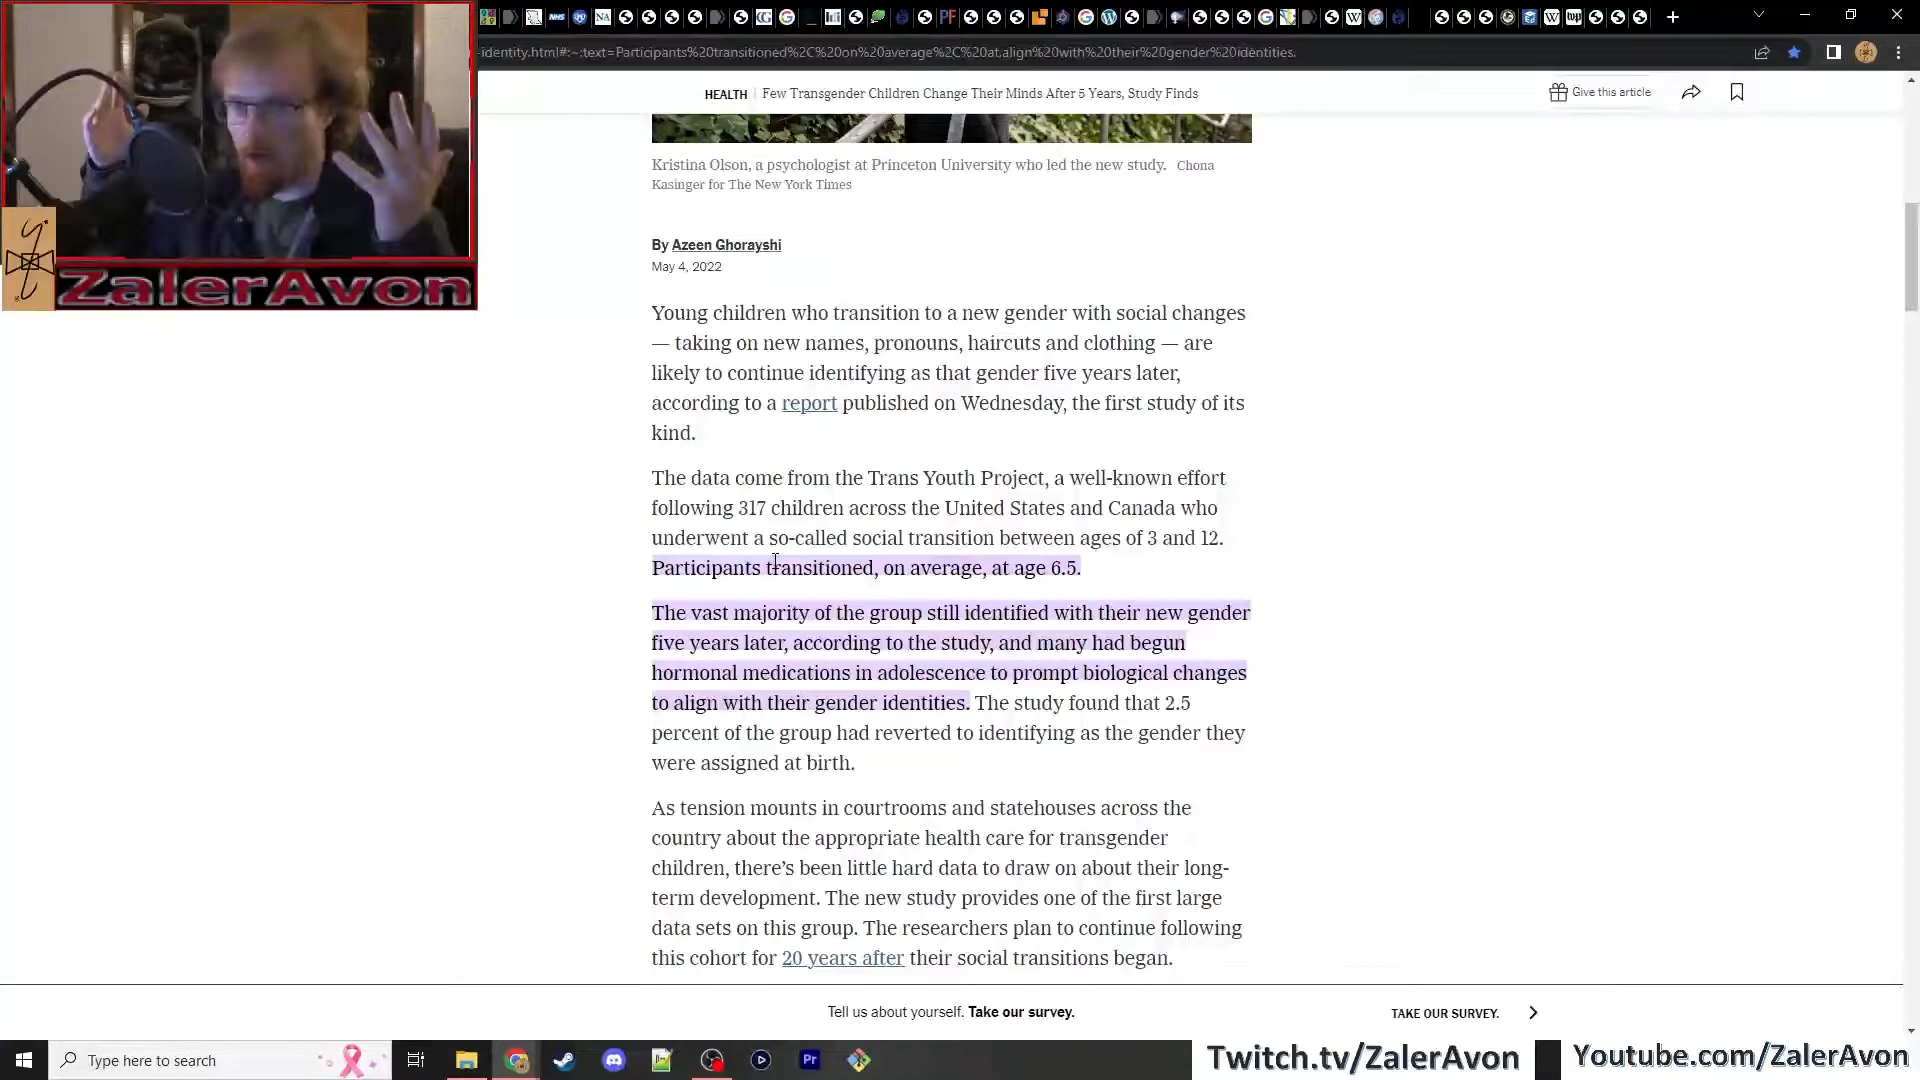 -identity.html#:~:text=Participants%20transitioned%2C%20on%20average%2C%20at,align%20with%20their%20gender%20identities.
HEALTH | Few Transgender Children Change Their Minds After 5 Years, Study Finds
Give this article
Kristina Olson, a psychologist at Princeton University who led the new study. Chona
Kasinger for The New York Times
ZalerAvon
By Azeen Ghorayshi
May 4, 2022
Young children who transition to a new gender with social changes
— taking on new names, pronouns, haircuts and clothing — are
likely to continue identifying as that gender five years later,
according to a report published on Wednesday, the first study of its
kind.
The data come from the Trans Youth Project, a well-known effort
following 317 children across the United States and Canada who
underwent a so-called social transition between ages of 3 and 12.
Participants transitioned, on average, at age 6.5.
The vast majority of the group still identified with their new gender
five years later, according to the study, and many had begun
hormonal medications in adolescence to prompt biological changes
to align with their gender identities. The study found that 2.5
percent of the group had reverted to identifying as the gender they
were assigned at birth.
As tension mounts in courtrooms and statehouses across the
country about the appropriate health care for transgender
children, there's been little hard data to draw on about their long-
term development. The new study provides one of the first large
data sets on this group. The researchers plan to continue following
this cohort for 20 years after their social transitions began.
Tell us about yourself. Take our survey.
TAKE OUR SURVEY.
Type here to search
Pr
Twitch.tv/ZalerAvon
Youtube.com/ZalerAvon